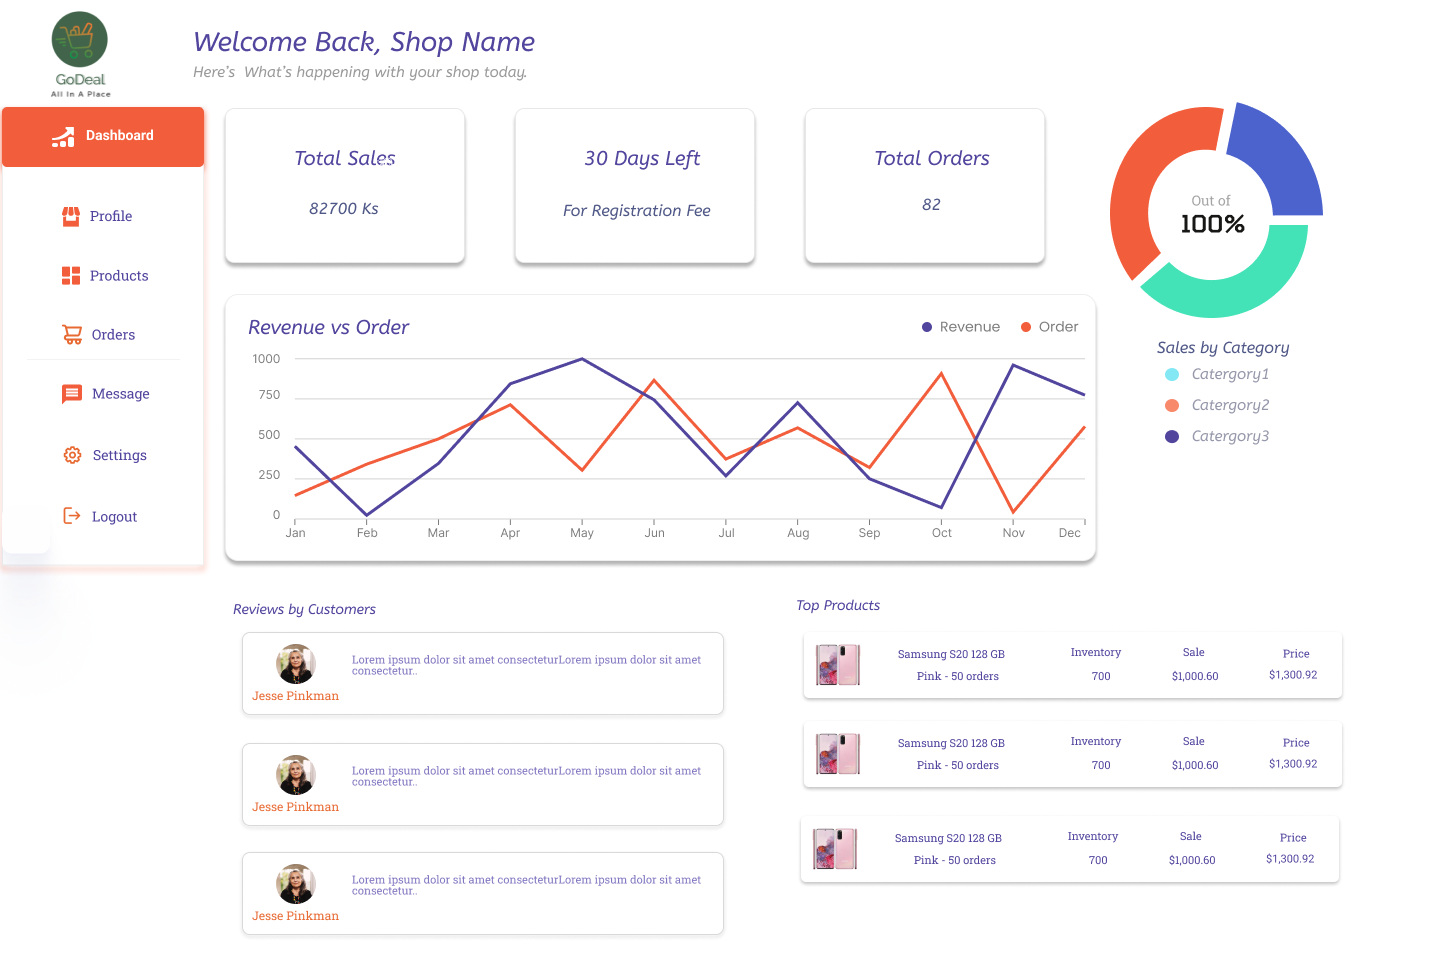 GoDeal
All In A Place
Welcome Back, Shop Name
Here's What's happening with your shop today.
Dashboard
Profile
Products
Orders
Message
Settings
Logout
Total Sales
82700 Ks
30 Days Left
For Registration Fee
Total Orders
82
Out of
100%
Sales by Category
Catergory1
Catergory2
Catergory3
Revenue vs Order
Revenue
Order
1000
750
500
250
0
Jan Feb Mar Apr May Jun Jul Aug Sep Oct Nov Dec
Reviews by Customers
Lorem ipsum dolor sit amet consecteturLorem ipsum dolor sit amet
consectetur..
Jesse Pinkman
Lorem ipsum dolor sit amet consecteturLorem ipsum dolor sit amet
consectetur..
Jesse Pinkman
Lorem ipsum dolor sit amet consecteturLorem ipsum dolor sit amet
consectetur..
Jesse Pinkman
Top Products
Samsung S20 128 GB Inventory Sale Price
Pink - 50 orders 700 $1,000.60 $1,300.92
Samsung S20 128 GB Inventory Sale Price
Pink - 50 orders 700 $1,000.60 $1,300.92
Samsung S20 128 GB Inventory Sale Price
Pink - 50 orders 700 $1,000.60 $1,300.92